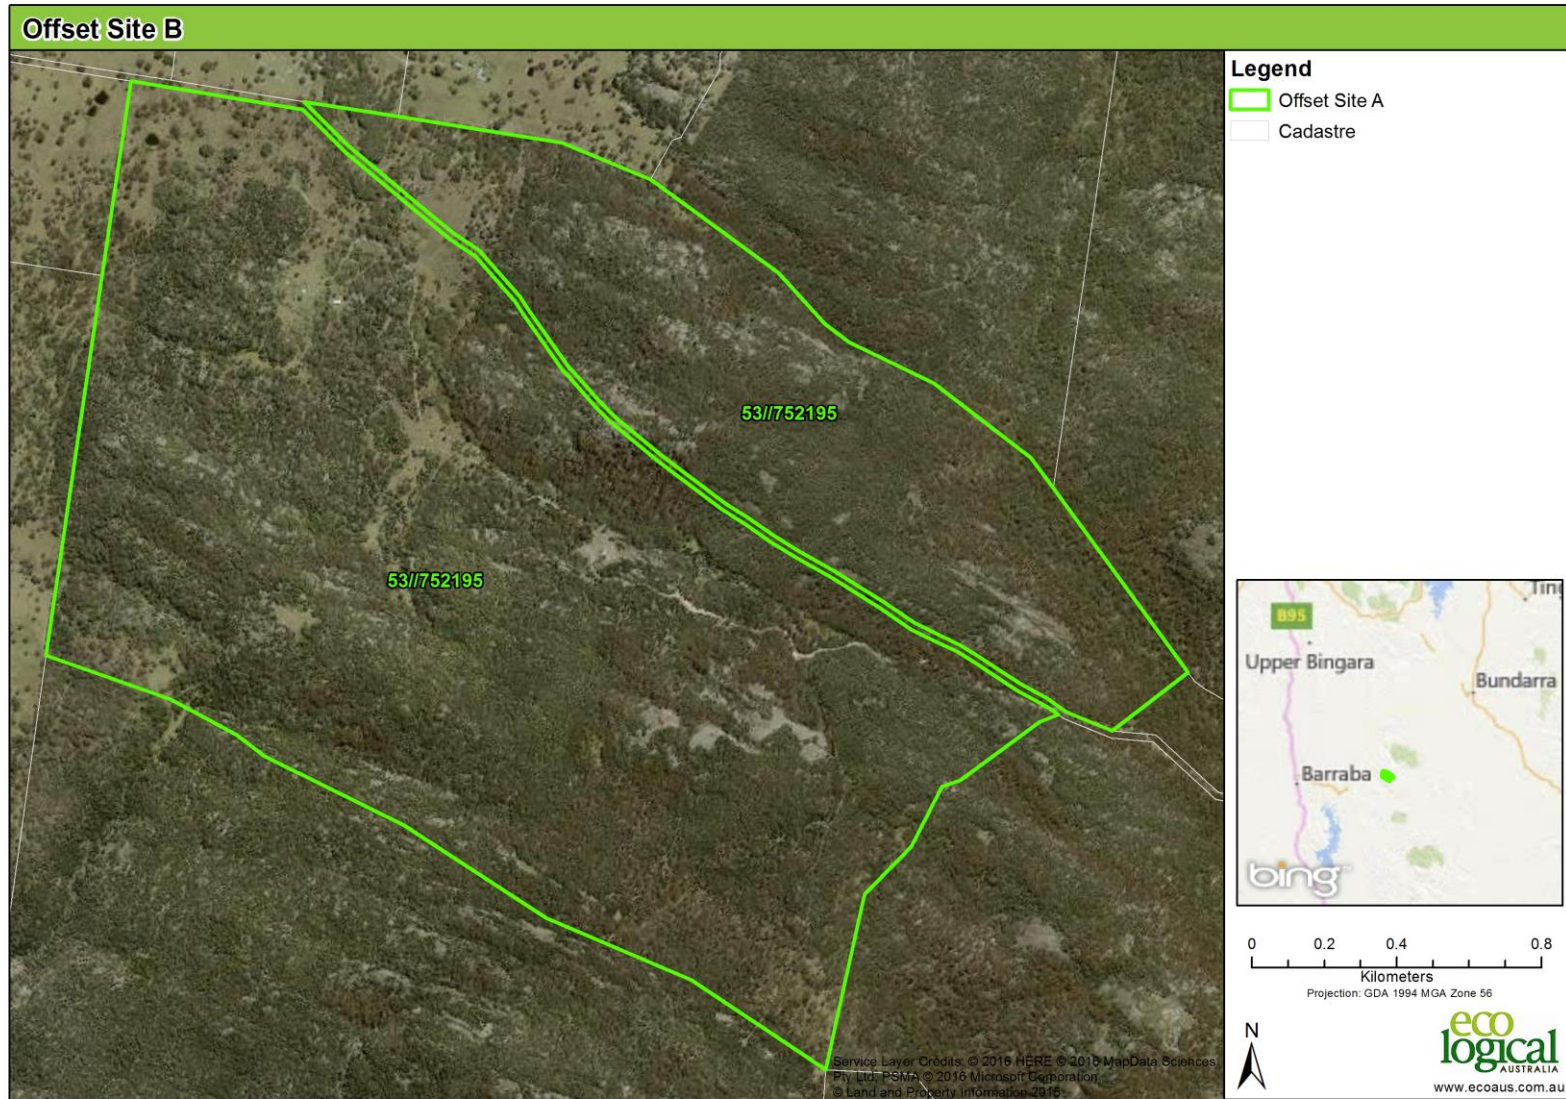 Offset Site B
Legend
Offset Site A
Cadastre
53//752195
53//752195
B95
Upper Bingara
Bundarra
Barraba
bing
0 0.2 0.4 0.8
Kilometers
Projection: GDA 1994 MGA Zone 56
N
eco
logical
AUSTRALIA
www.ecoaus.com.au
Service Layer Credits: © 2016 HERE © 2016 MapData Sciences
Pty Ltd, PSMA © 2016 Microsoft Corporation
© Land and Property Information 2015